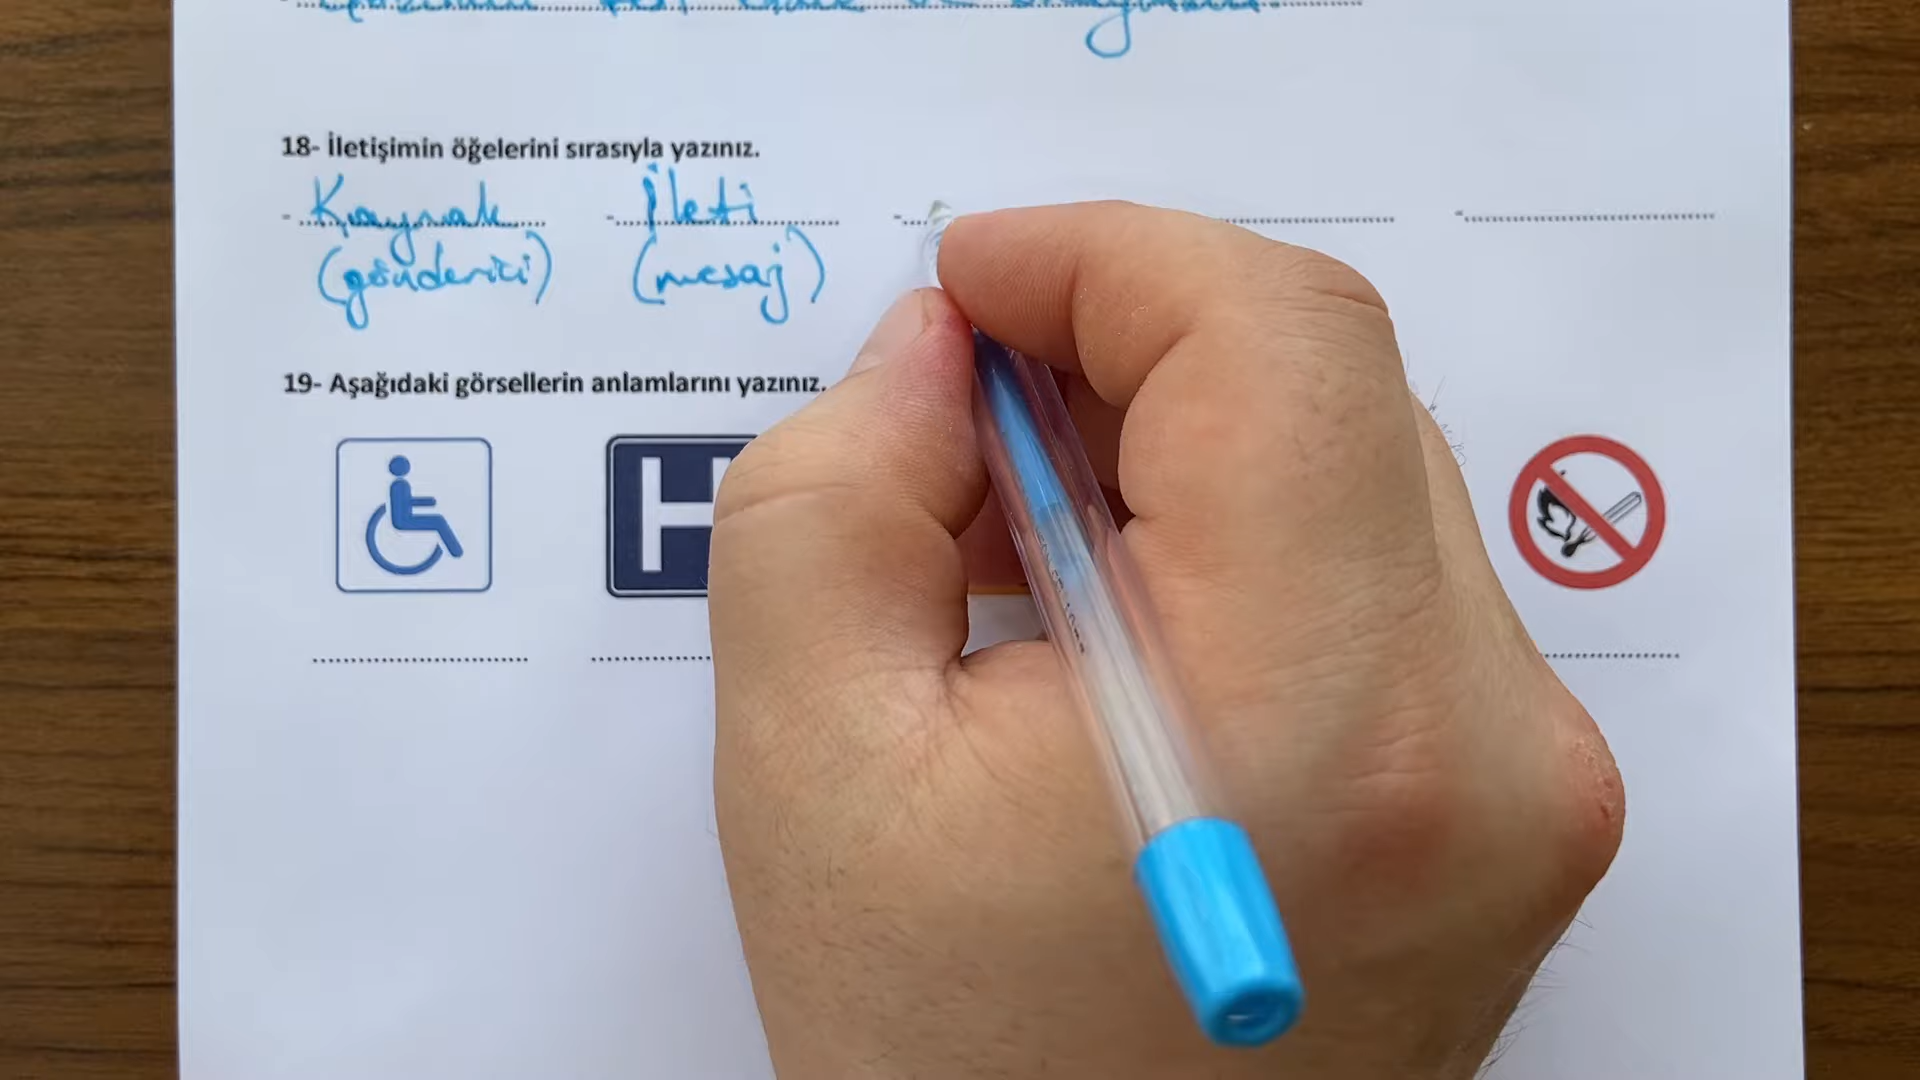 18- İletişimin öğelerini sırasıyla yazınız.
- Kaynak - İleti - -
(gönderici) (mesaj)
19- Aşağıdaki görsellerin anlamlarını yazınız.
H